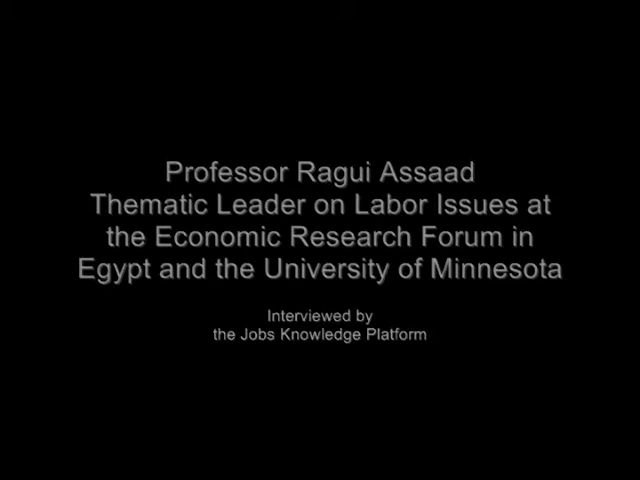 Professor Ragui Assaad
Thematic Leader on Labor Issues at
the Economic Research Forum in
Egypt and the University of Minnesota
Interviewed by
the Jobs Knowledge Platform